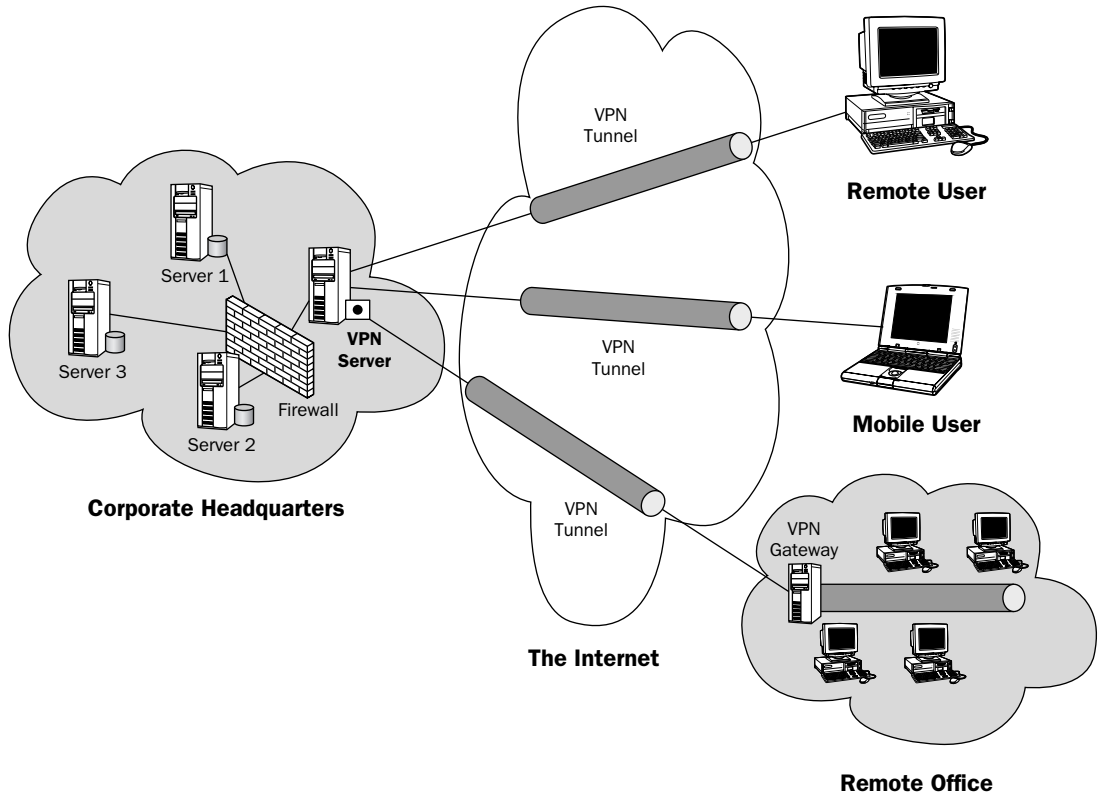 VPN
Tunnel
Remote User
Server 1
Server 3
VPN
Server
Firewall
Server 2
Corporate Headquarters
VPN
Tunnel
Mobile User
VPN
Tunnel
VPN
Gateway
The Internet
Remote Office